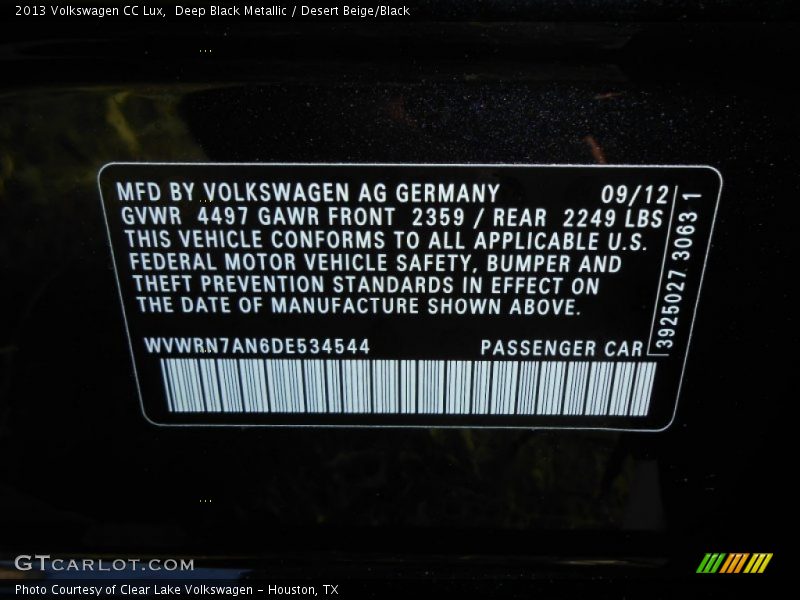 2013 Volkswagen CC Lux,  Deep Black Metallic / Desert Beige/Black
MFD BY VOLKSWAGEN AG GERMANY 09/12
GVWR 4497 GAWR FRONT 2359 / REAR 2249 LBS
THIS VEHICLE CONFORMS TO ALL APPLICABLE U.S.
FEDERAL MOTOR VEHICLE SAFETY, BUMPER AND
THEFT PREVENTION STANDARDS IN EFFECT ON
THE DATE OF MANUFACTURE SHOWN ABOVE.
WVWRN7AN6DE534544 PASSENGER CAR
3925027 3063 1
GTCARLOT.COM
Photo Courtesy of Clear Lake Volkswagen - Houston, TX